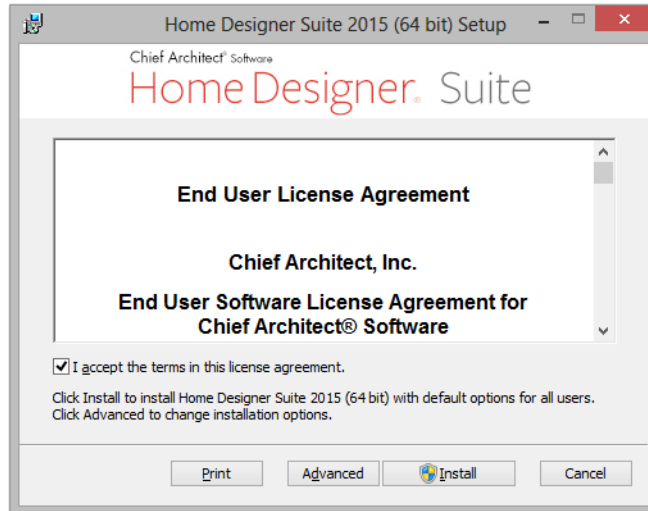 Home Designer Suite 2015 (64 bit) Setup
Chief Architect® Software
Home Designer® Suite
End User License Agreement
Chief Architect, Inc.
End User Software License Agreement for
Chief Architect® Software
I accept the terms in this license agreement.
Click Install to install Home Designer Suite 2015 (64 bit) with default options for all users.
Click Advanced to change installation options.
Print Advanced Install Cancel